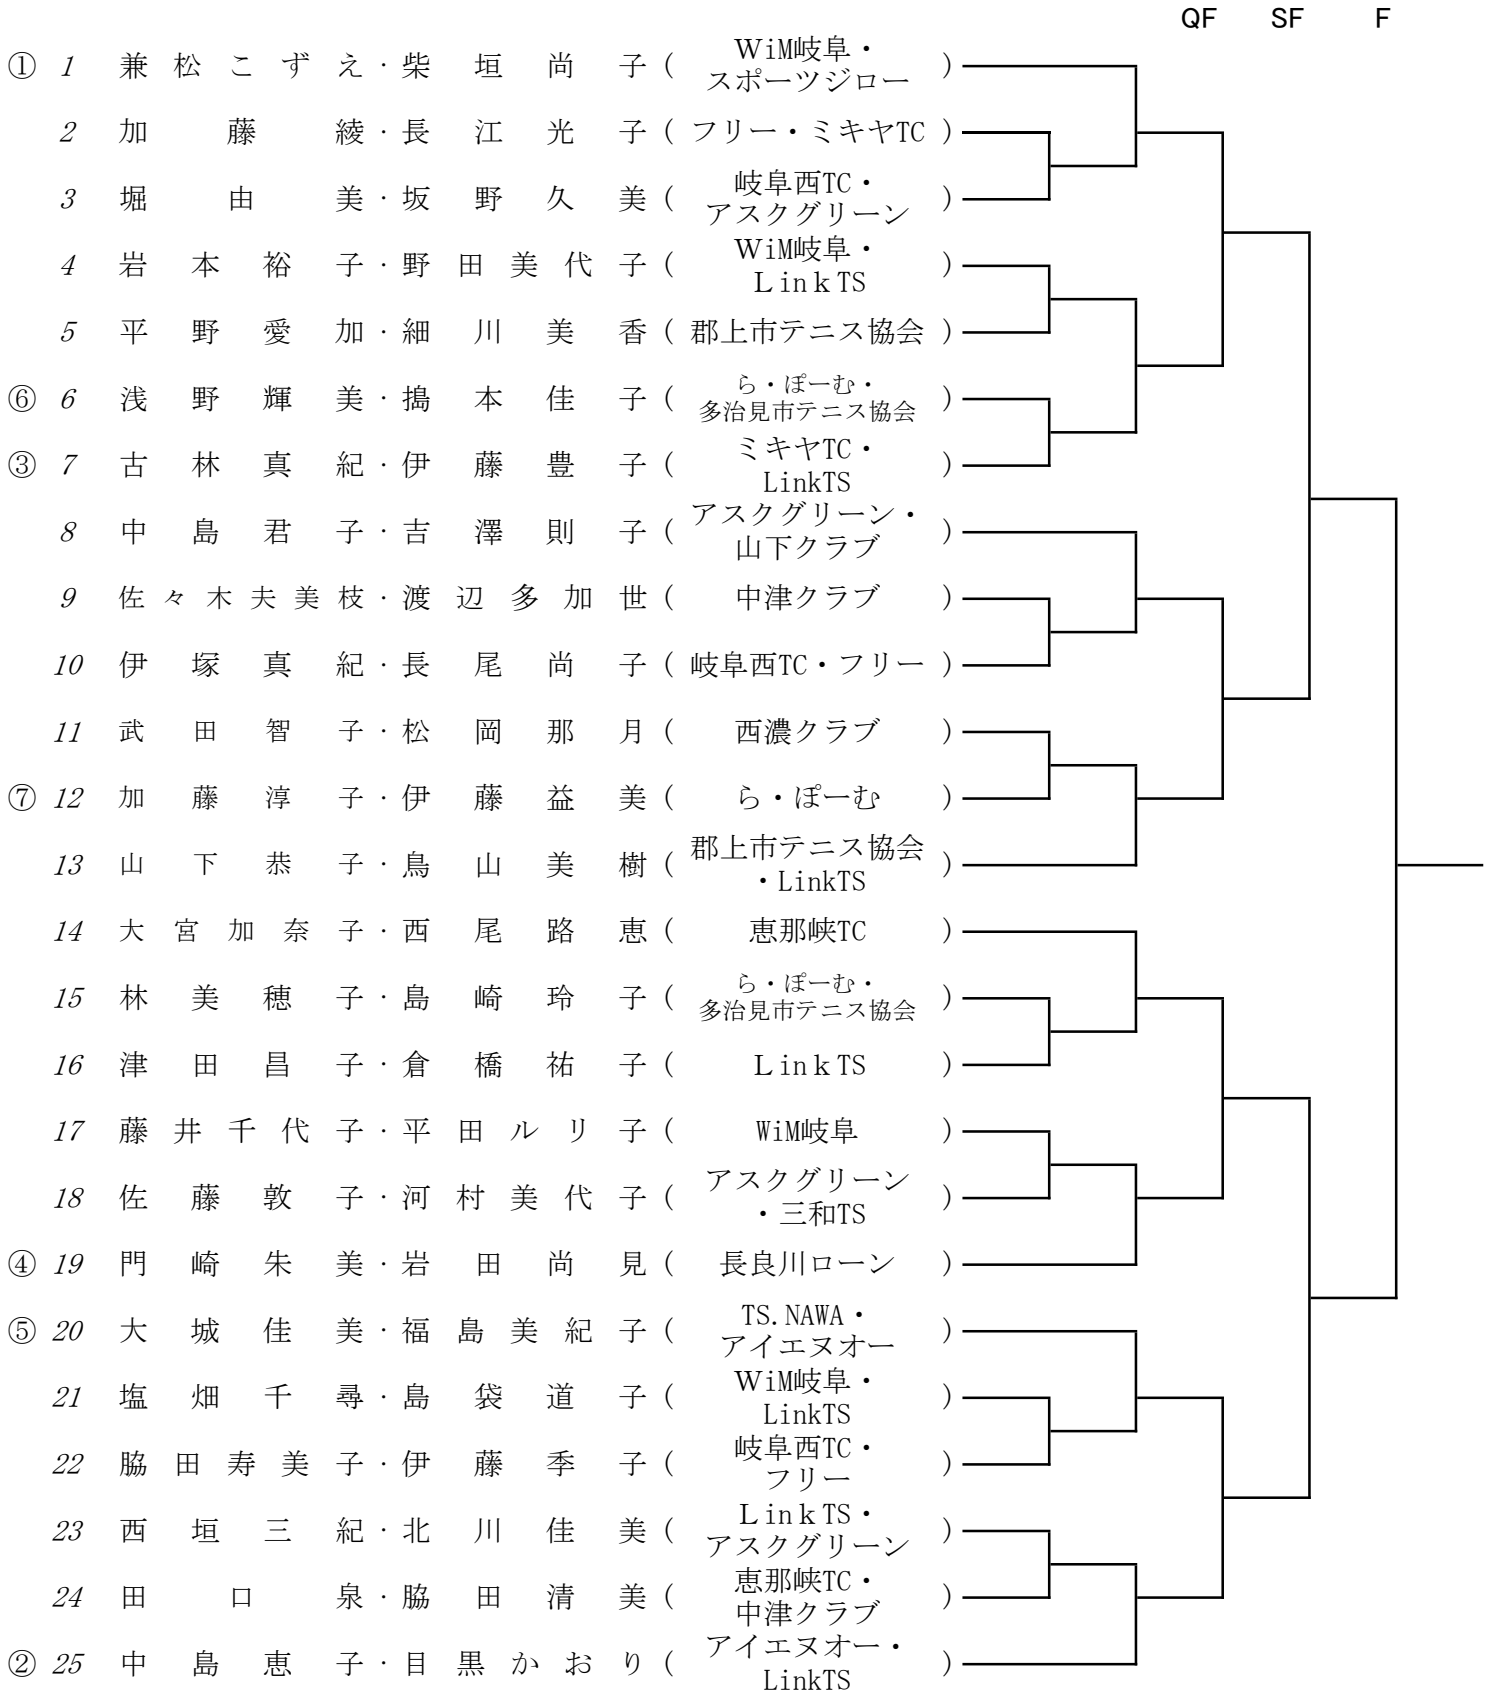 QF SF F
① 1 兼松こずえ・柴垣尚子(WiM岐阜・スポーツジロー)
2 加藤綾・長江光子(フリー・ミキヤTC)
3 堀由美・坂野久美(岐阜西TC・アスクグリーン)
4 岩本裕子・野田美代子(WiM岐阜・LinkTS)
5 平野愛加・細川美香(郡上市テニス協会)
⑥ 6 浅野輝美・搗本佳子(ら・ぽーむ・多治見市テニス協会)
③ 7 古林真紀・伊藤豊子(ミキヤTC・LinkTS)
8 中島君子・吉澤則子(アスクグリーン・山下クラブ)
9 佐々木夫美枝・渡辺多加世(中津クラブ)
10 伊塚真紀・長尾尚子(岐阜西TC・フリー)
11 武田智子・松岡那月(西濃クラブ)
⑦ 12 加藤淳子・伊藤益美(ら・ぽーむ)
13 山下恭子・鳥山美樹(郡上市テニス協会・LinkTS)
14 大宮加奈子・西尾路恵(恵那峡TC)
15 林美穂子・島崎玲子(ら・ぽーむ・多治見市テニス協会)
16 津田昌子・倉橋祐子(LinkTS)
17 藤井千代子・平田ルリ子(WiM岐阜)
18 佐藤敦子・河村美代子(アスクグリーン・三和TS)
④ 19 門崎朱美・岩田尚見(長良川ローン)
⑤ 20 大城佳美・福島美紀子(TS.NAWA・アイエヌオー)
21 塩畑千尋・島袋道子(WiM岐阜・LinkTS)
22 脇田寿美子・伊藤季子(岐阜西TC・フリー)
23 西垣三紀・北川佳美(LinkTS・アスクグリーン)
24 田口泉・脇田清美(恵那峡TC・中津クラブ)
② 25 中島恵子・目黒かおり(アイエヌオー・LinkTS)